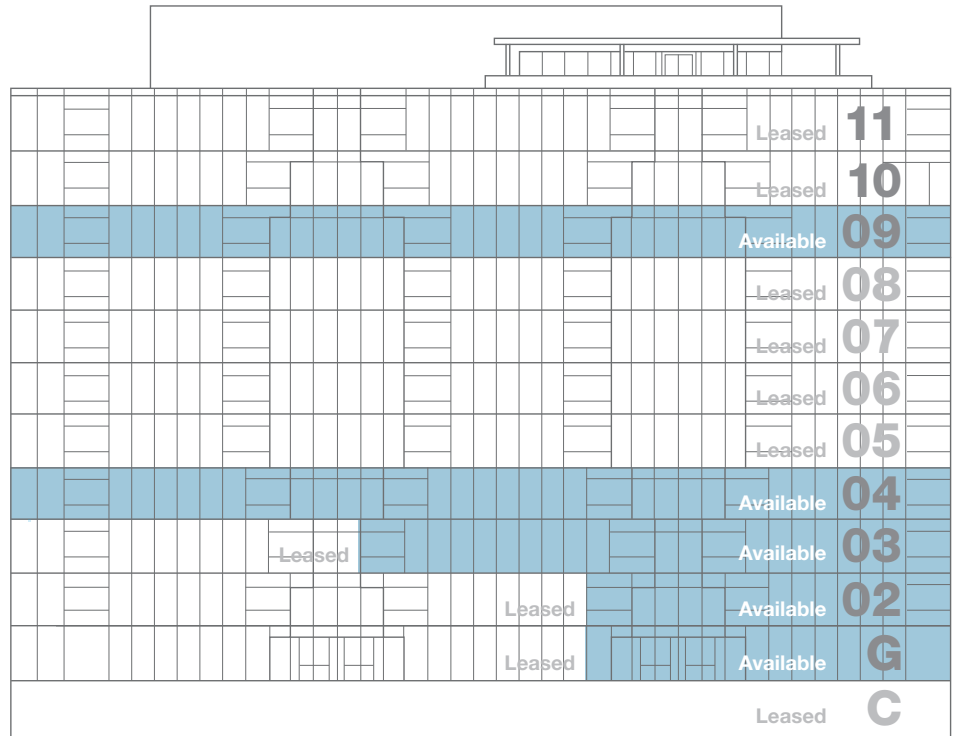 Leased 11
Leased 10
Available 09
Leased 08
Leased 07
Leased 06
Leased 05
Available 04
Leased Available 03
Leased Available 02
Leased Available G
Leased C